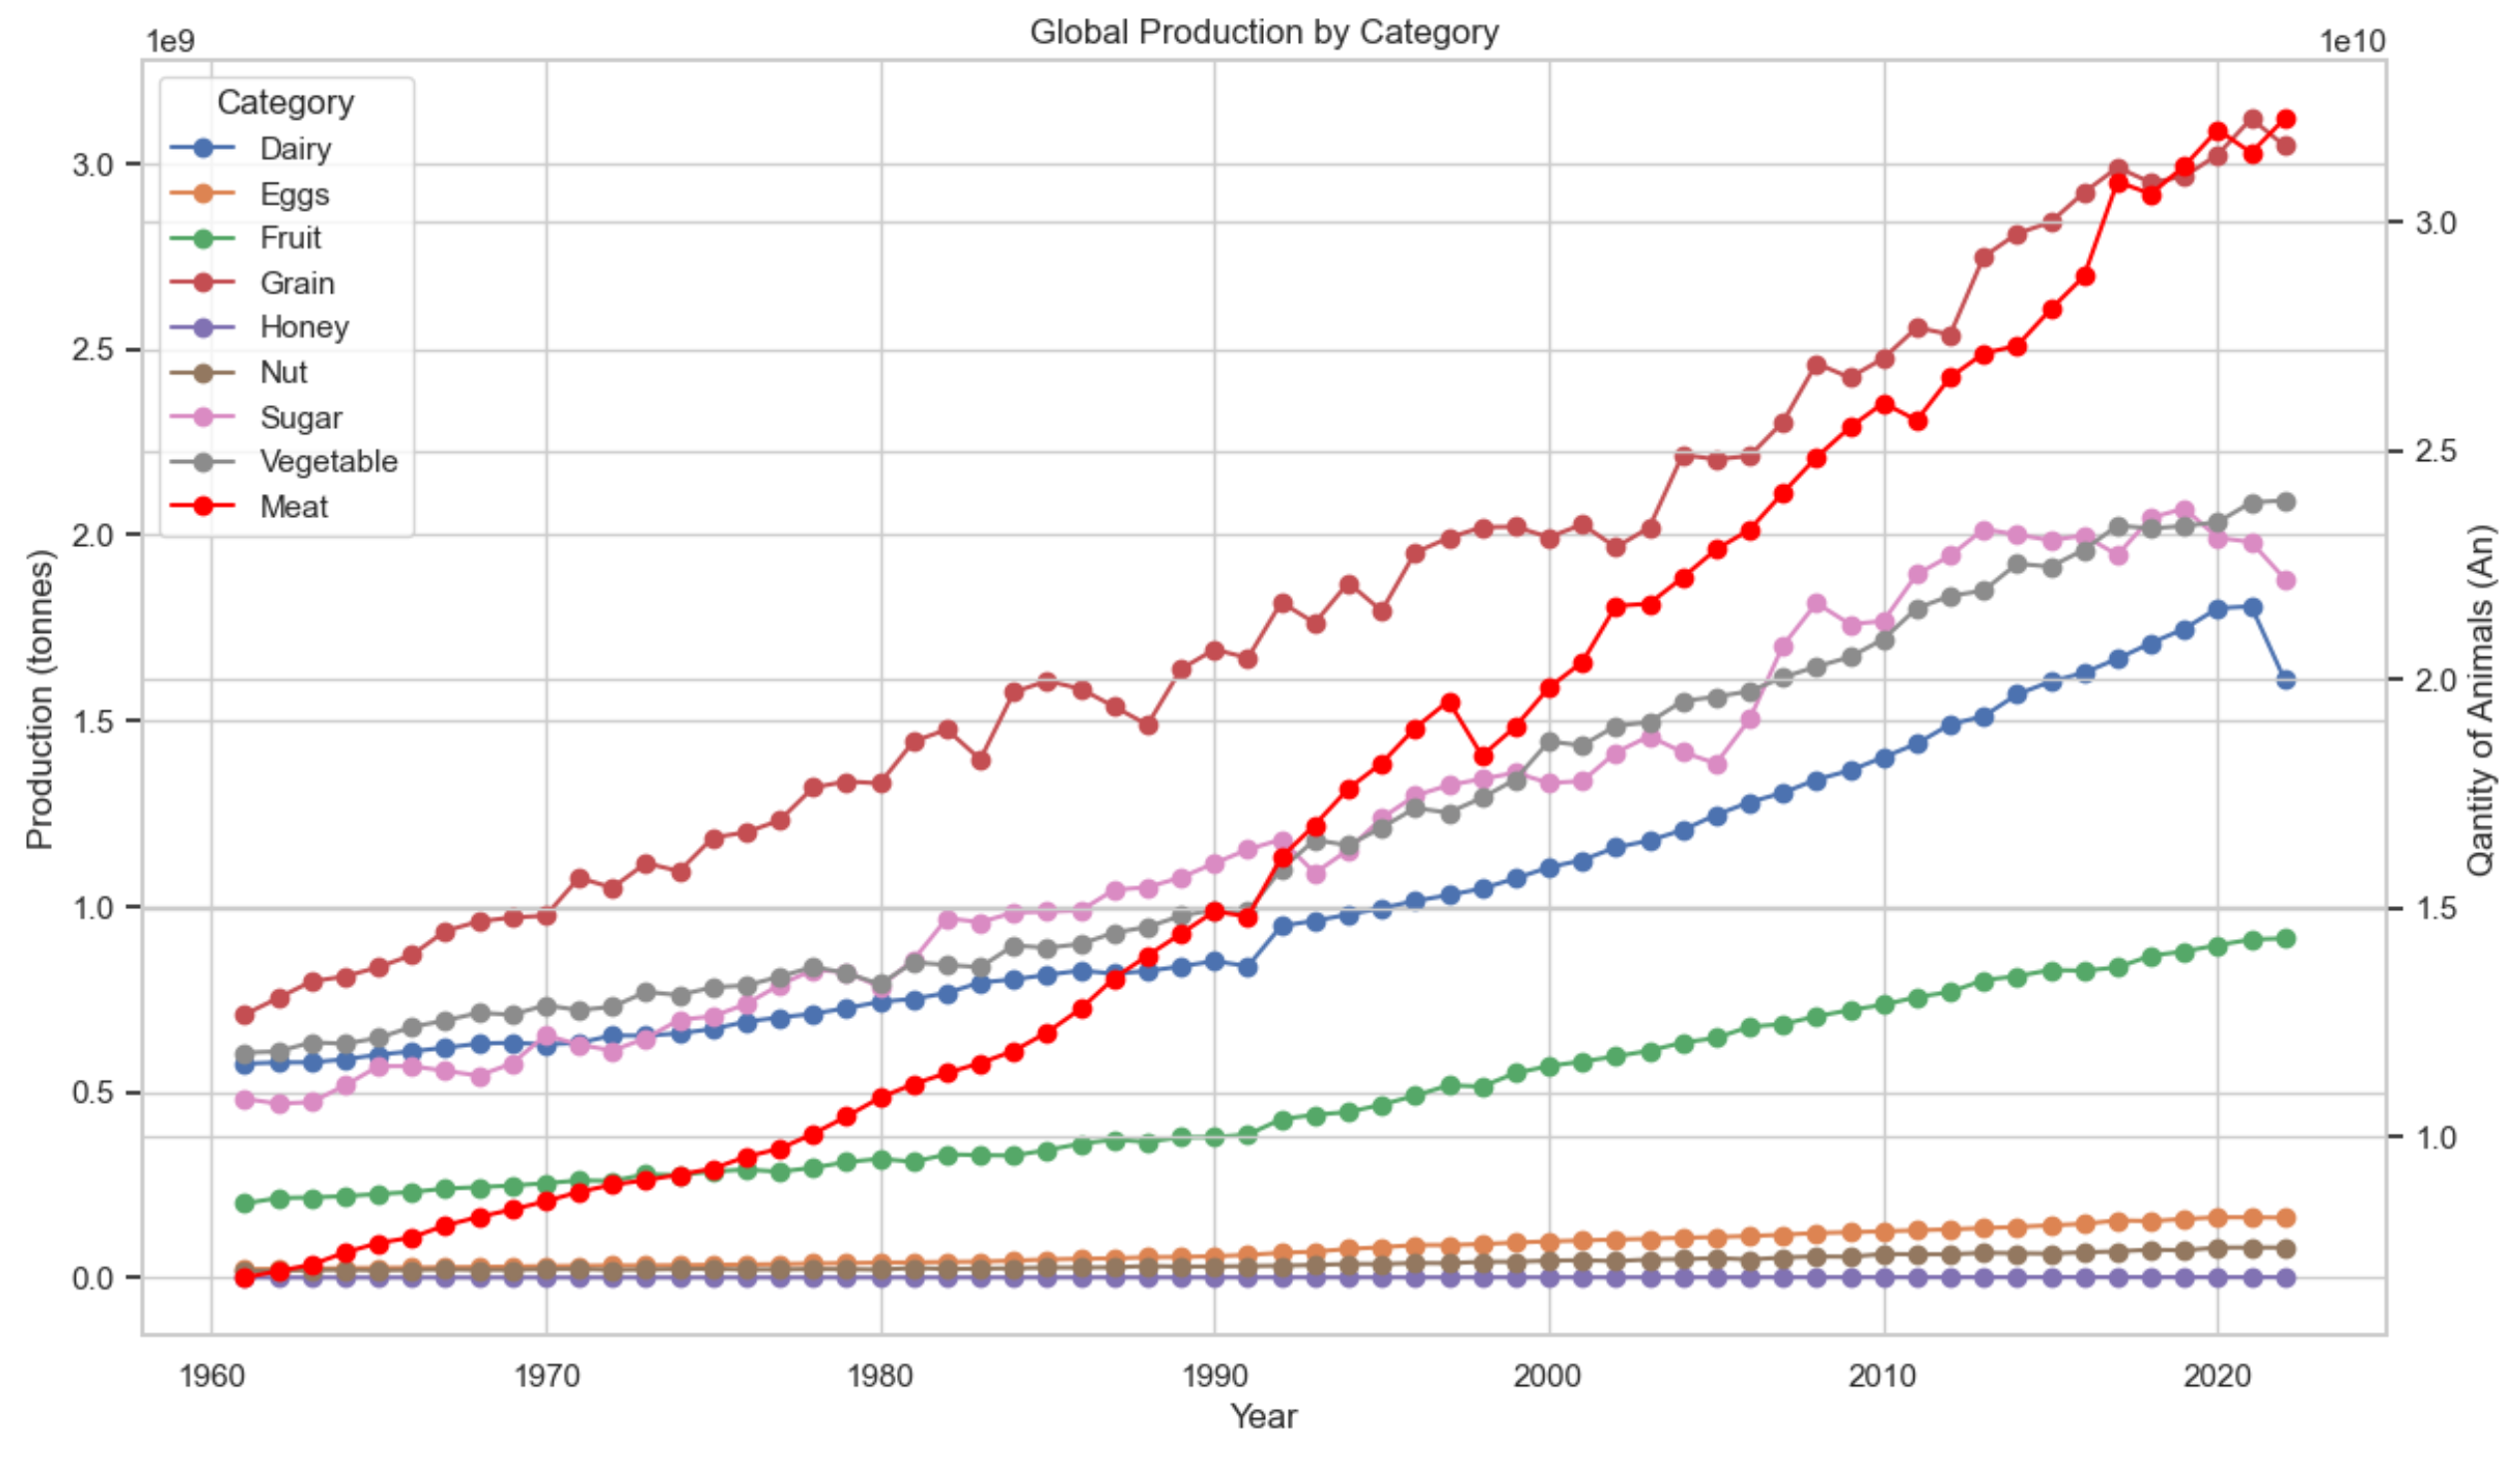 Global Production by Category
1e9
1e10
Category
Dairy
Eggs
Fruit
Grain
Honey
Nut
Sugar
Vegetable
Meat
Production (tonnes)
3.0
2.5
2.0
1.5
1.0
0.5
0.0
3.0
2.5
2.0
1.5
1.0
Qantity of Animals (An)
1960 1970 1980 1990 2000 2010 2020
Year